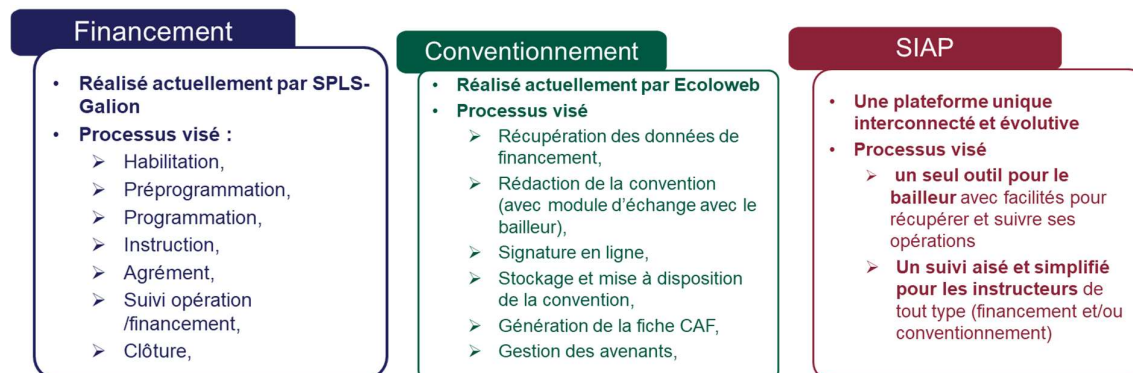 Financement
• Réalisé actuellement par SPLS-
Galion
• Processus visé :
➢ Habilitation,
➢ Préprogrammation,
➢ Programmation,
➢ Instruction,
➢ Agrément,
➢ Suivi opération
/financement,
➢ Clôture,
Conventionnement
• Réalisé actuellement par Ecoloweb
• Processus visé
➢ Récupération des données de
financement,
➢ Rédaction de la convention
(avec module d'échange avec le
bailleur),
➢ Signature en ligne,
➢ Stockage et mise à disposition
de la convention,
➢ Génération de la fiche CAF,
➢ Gestion des avenants,
SIAP
• Une plateforme unique
interconnecté et évolutive
• Processus visé
➢ un seul outil pour le
bailleur avec facilités pour
récupérer et suivre ses
opérations
➢ Un suivi aisé et simplifié
pour les instructeurs de
tout type (financement et/ou
conventionnement)